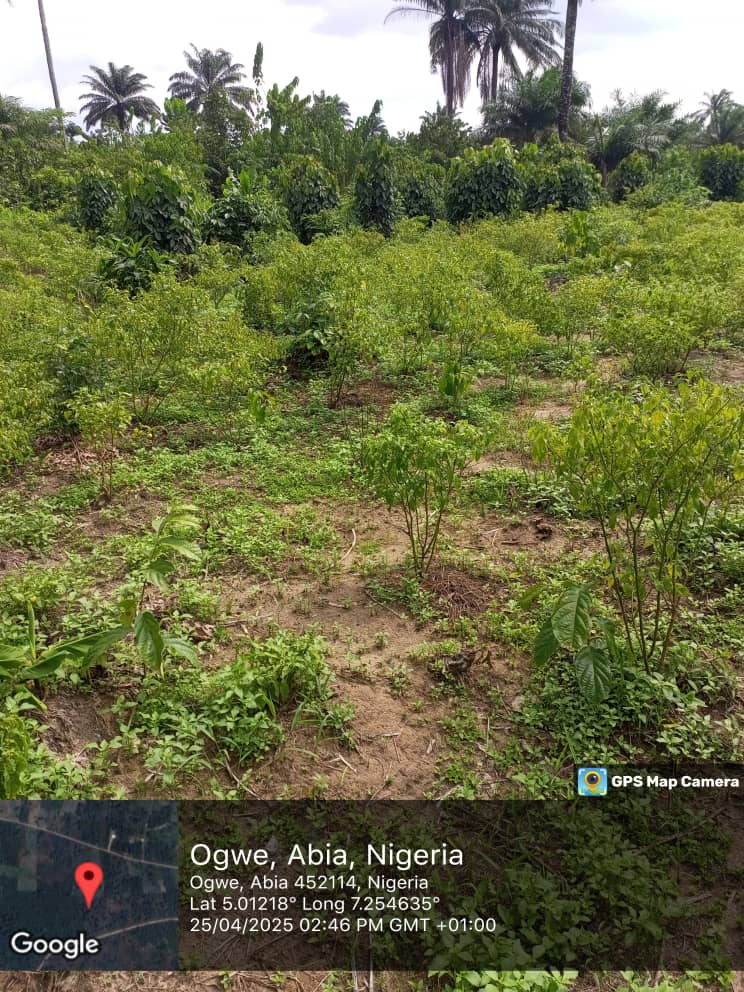 GPS Map Camera
Ogwe, Abia, Nigeria
Ogwe, Abia 452114, Nigeria
Lat 5.01218° Long 7.254635°
25/04/2025 02:46 PM GMT +01:00
Google